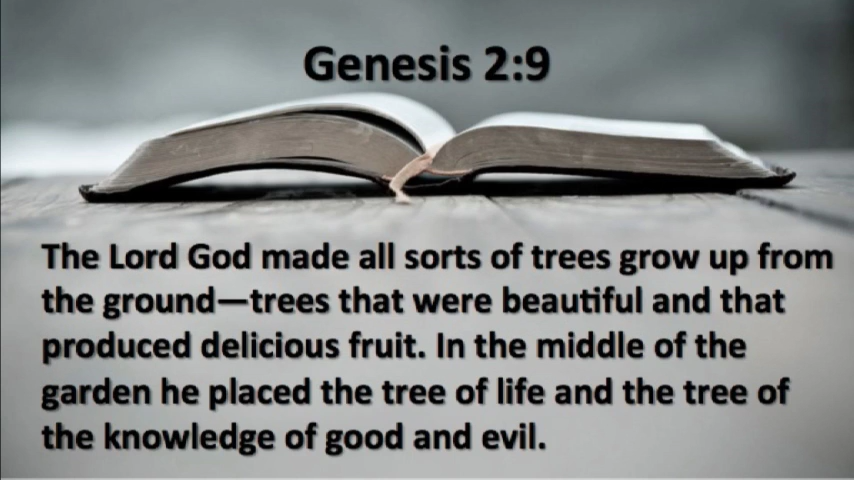 Genesis 2:9
The Lord God made all sorts of trees grow up from
the ground—trees that were beautiful and that
produced delicious fruit. In the middle of the
garden he placed the tree of life and the tree of
the knowledge of good and evil.